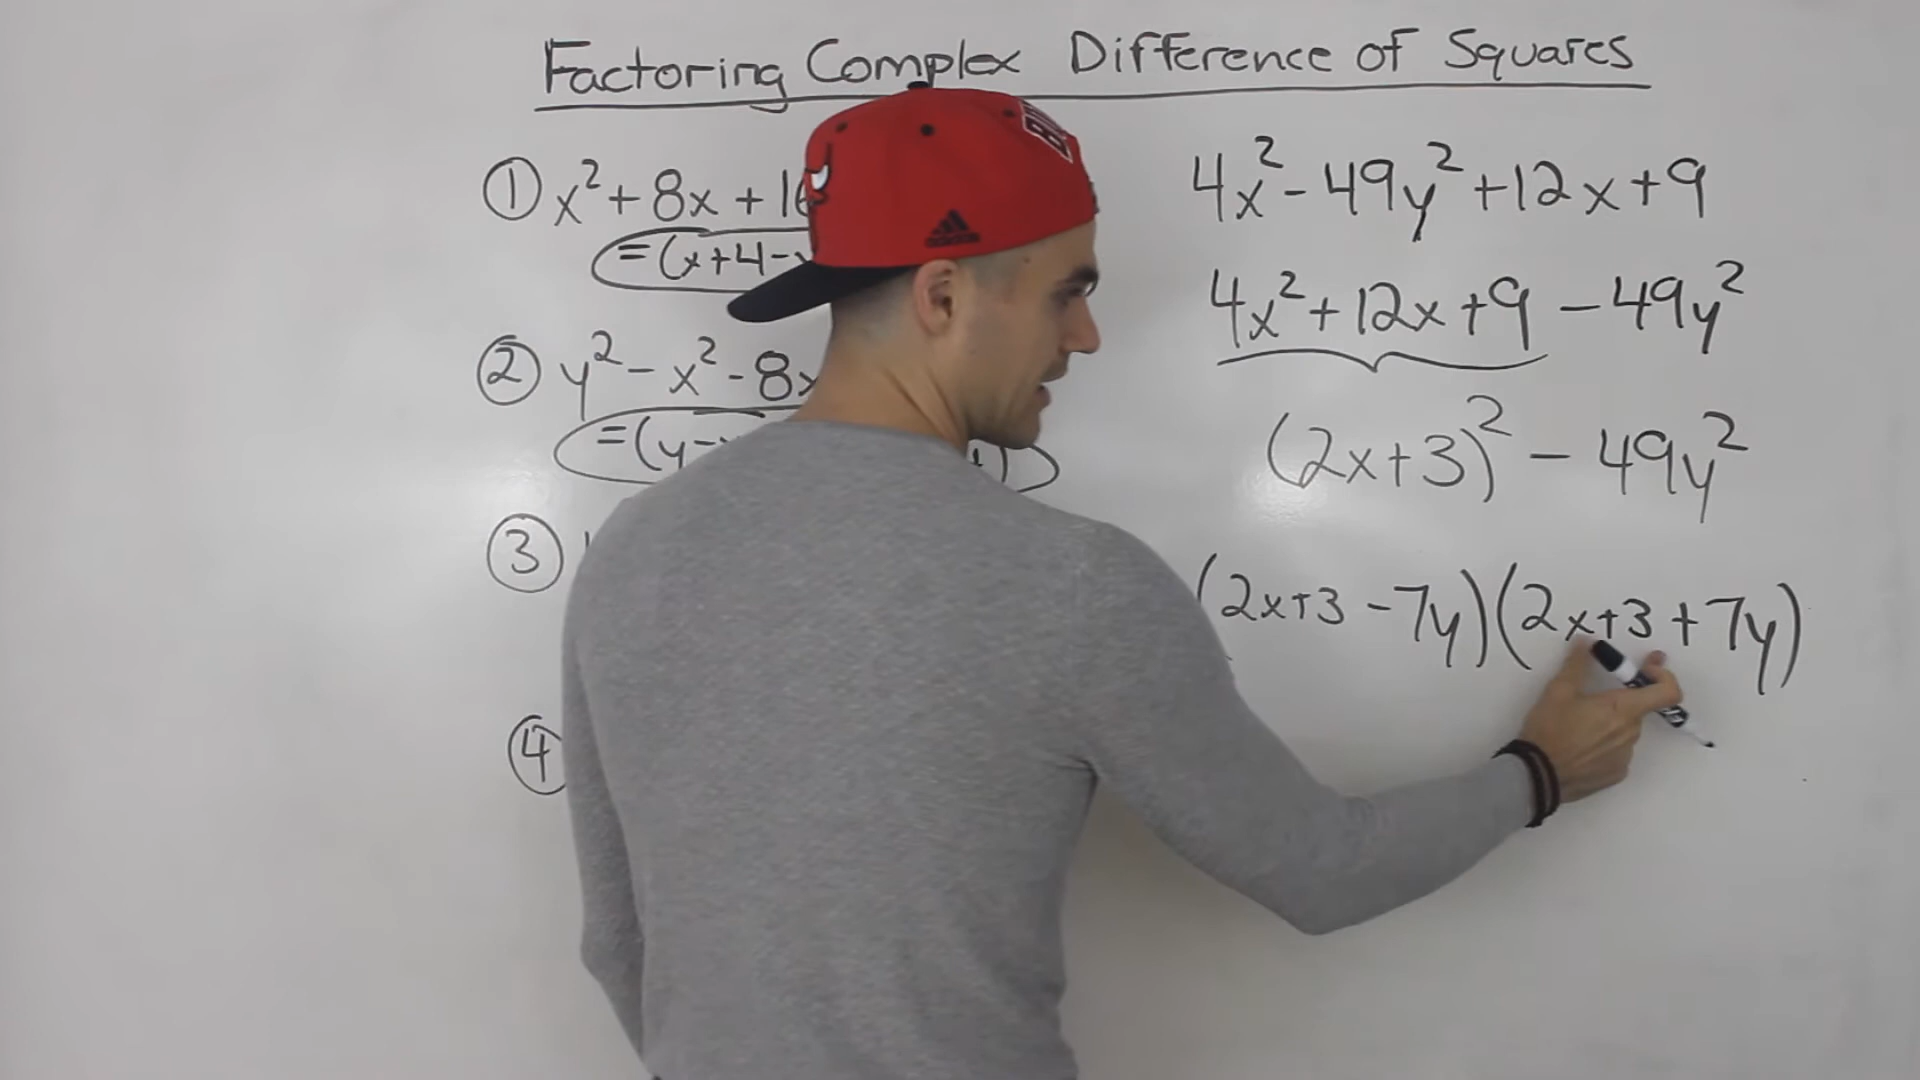 Factoring Complex Difference of Squares
① x² + 8x + 1
= (x+4-
② y² - x² - 8x
= (y-
③
④
4x² - 49y² + 12x + 9
4x² + 12x + 9 - 49y²
(2x+3)² - 49y²
(2x+3 - 7y)(2x+3 + 7y)